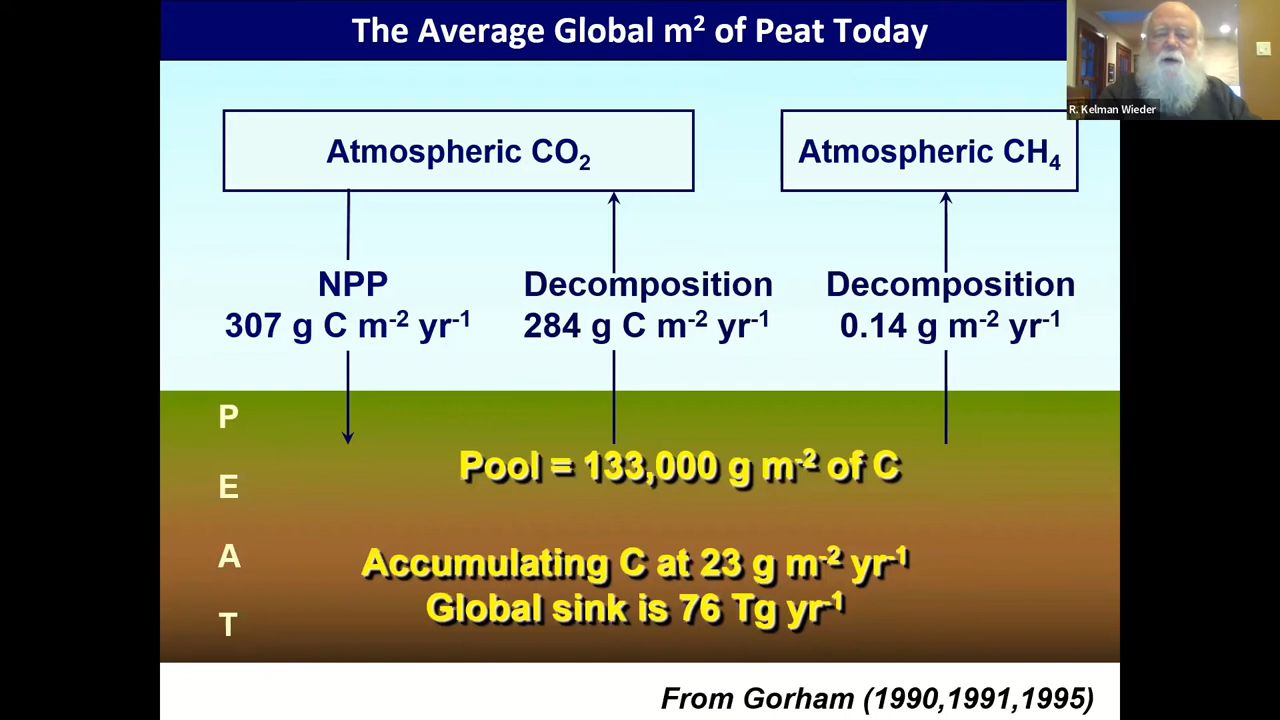 The Average Global m² of Peat Today
R. Kelman Wieder
Atmospheric CO₂
Atmospheric CH₄
NPP
307 g C m⁻² yr⁻¹
Decomposition
284 g C m⁻² yr⁻¹
Decomposition
0.14 g m⁻² yr⁻¹
P
E
A
T
Pool = 133,000 g m⁻² of C
Accumulating C at 23 g m⁻² yr⁻¹
Global sink is 76 Tg yr⁻¹
From Gorham (1990,1991,1995)